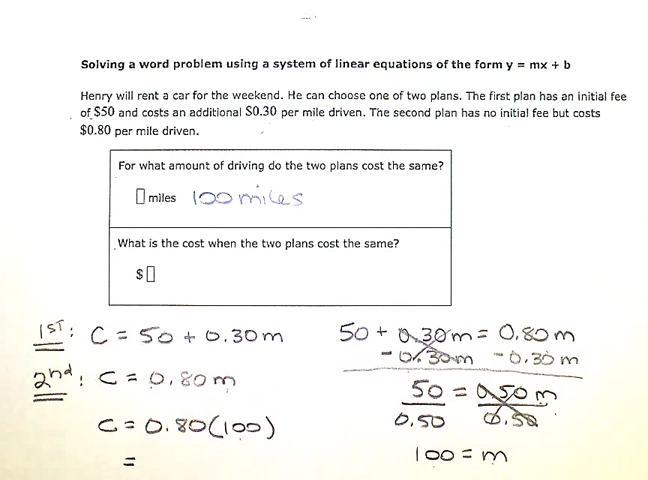 Solving a word problem using a system of linear equations of the form y = mx + b
Henry will rent a car for the weekend. He can choose one of two plans. The first plan has an initial fee
of $50 and costs an additional $0.30 per mile driven. The second plan has no initial fee but costs
$0.80 per mile driven.
For what amount of driving do the two plans cost the same?
miles 100 miles
What is the cost when the two plans cost the same?
$
1ST: C = 50 + 0.30m
2nd: C = 0.80m
C = 0.80(100)
=
50 + 0.30m = 0.80m
- 0.30m - 0.30m
50 = 0.50m
0.50 0.50
100 = m